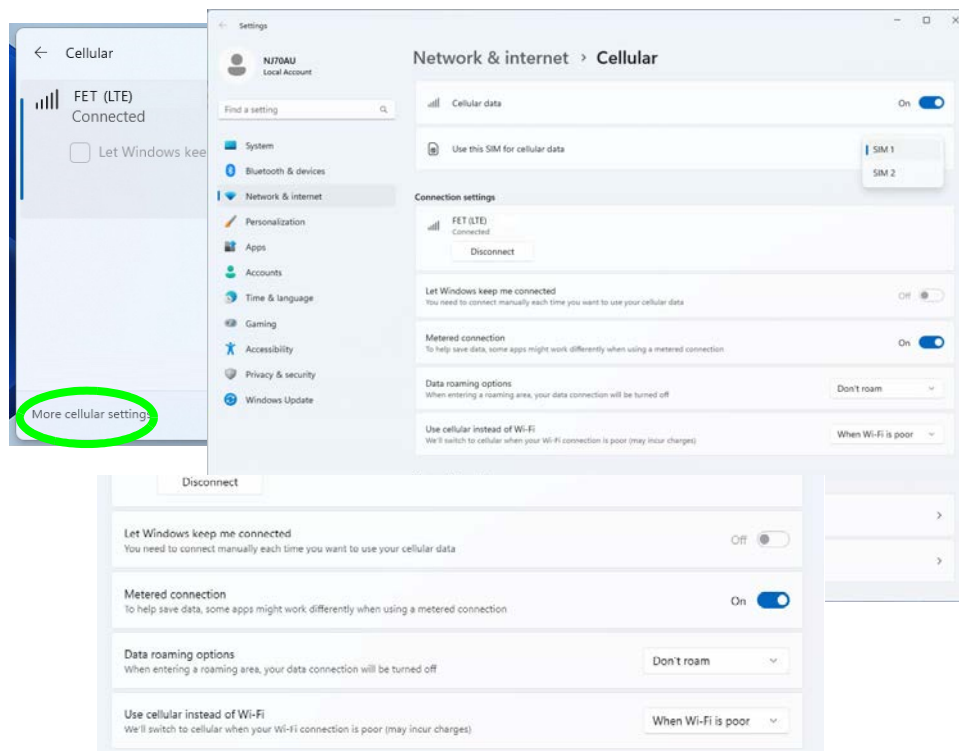 ← Cellular
FET (LTE)
Connected
Let Windows kee
More cellular settings
← Settings
NJ70AU
Local Account
Find a setting
System
Bluetooth & devices
Network & internet
Personalization
Apps
Accounts
Time & language
Gaming
Accessibility
Privacy & security
Windows Update
Network & internet > Cellular
Cellular data
On
Use this SIM for cellular data
SIM 1
SIM 2
Connection settings
FET (LTE)
Connected
Disconnect
Let Windows keep me connected
You need to connect manually each time you want to use your cellular data
Off
Metered connection
To help save data, some apps might work differently when using a metered connection
On
Data roaming options
When entering a roaming area, your data connection will be turned off
Don't roam
Use cellular instead of Wi-Fi
We'll switch to cellular when your Wi-Fi connection is poor (may incur charges)
When Wi-Fi is poor
Disconnect
Let Windows keep me connected
You need to connect manually each time you want to use your cellular data
Off
Metered connection
To help save data, some apps might work differently when using a metered connection
On
Data roaming options
When entering a roaming area, your data connection will be turned off
Don't roam
Use cellular instead of Wi-Fi
We'll switch to cellular when your Wi-Fi connection is poor (may incur charges)
When Wi-Fi is poor